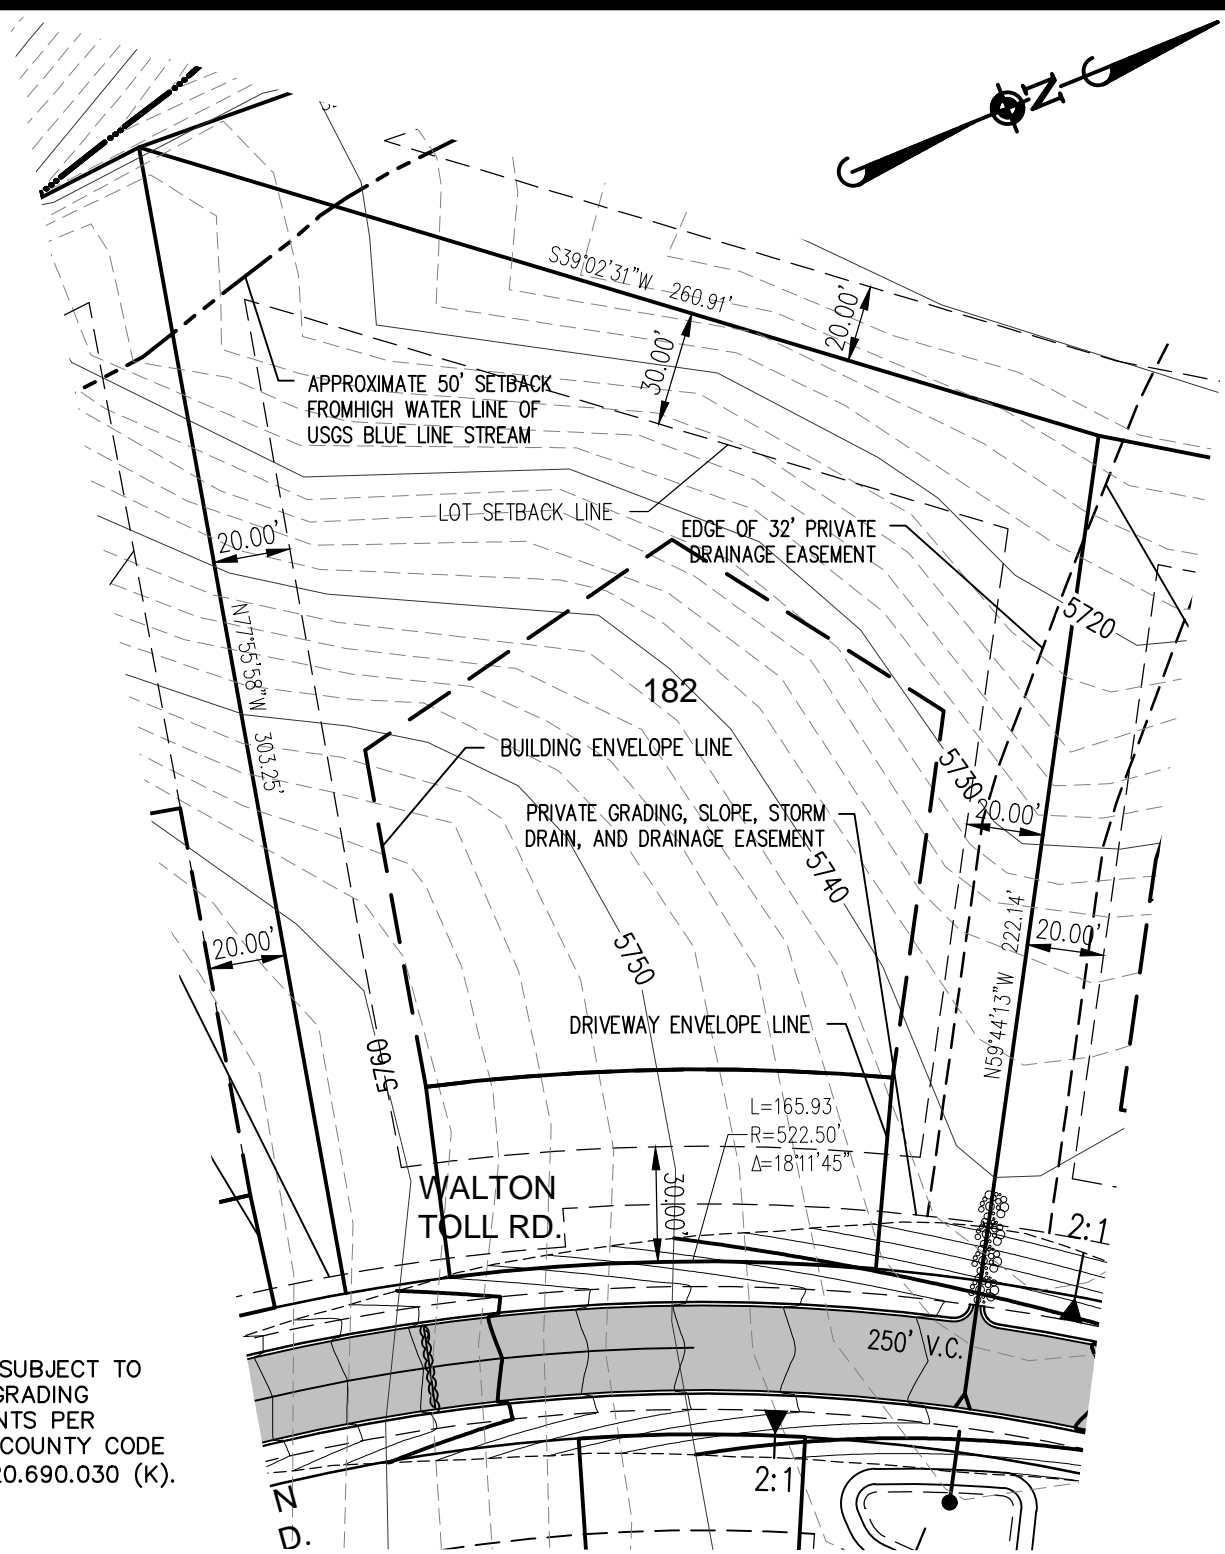 N
S39°02'31"W 260.91'
20.00'
30.00'
APPROXIMATE 50' SETBACK
FROMHIGH WATER LINE OF
USGS BLUE LINE STREAM
LOT SETBACK LINE
EDGE OF 32' PRIVATE
DRAINAGE EASEMENT
20.00'
5720
N77°55'58"W 303.25'
182
BUILDING ENVELOPE LINE
5730
20.00'
PRIVATE GRADING, SLOPE, STORM
DRAIN, AND DRAINAGE EASEMENT
5740
20.00'
5750
N59°44'13"W 222.14'
20.00'
DRIVEWAY ENVELOPE LINE
5760
L=165.93
R=522.50'
Δ=18°11'45"
30.00'
WALTON
TOLL RD.
2:1
250' V.C.
SUBJECT TO
GRADING
NTS PER
COUNTY CODE
20.690.030 (K).
2:1
N
D.